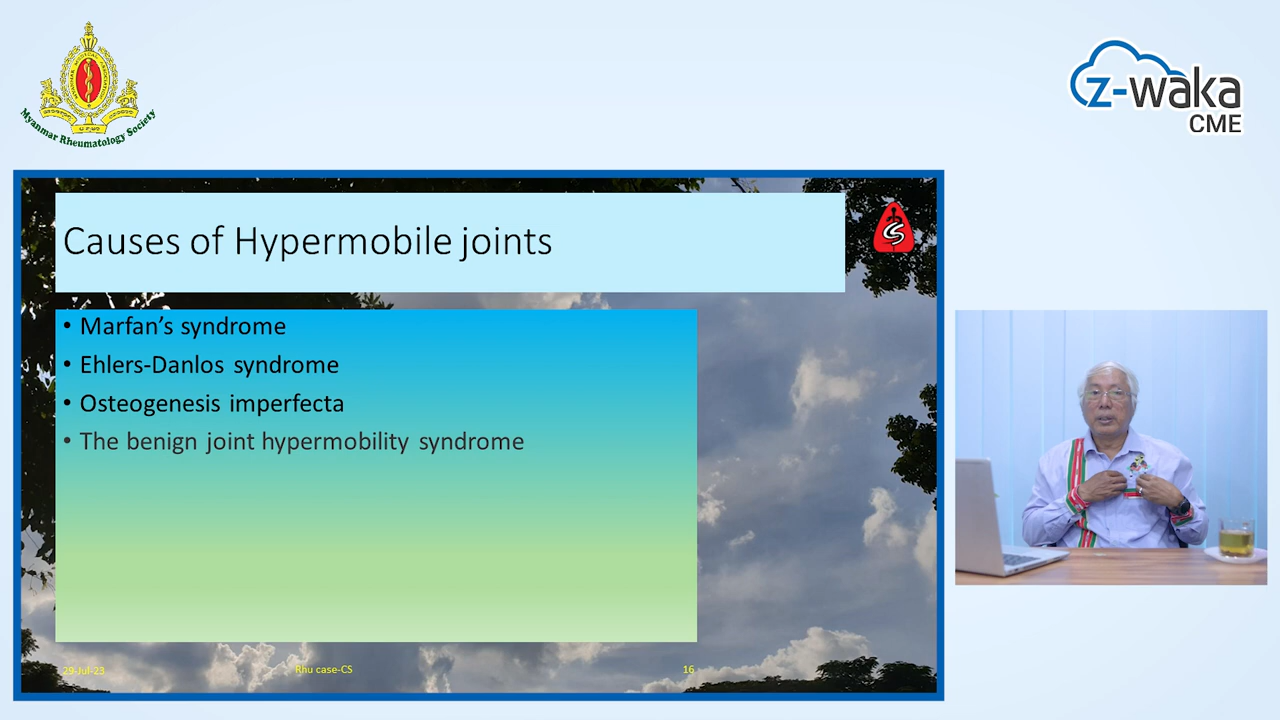 Myanmar Rheumatology Society
z-waka
CME
Causes of Hypermobile joints
• Marfan’s syndrome
• Ehlers-Danlos syndrome
• Osteogenesis imperfecta
• The benign joint hypermobility syndrome
29-Jul-23
Rhu case-CS
16